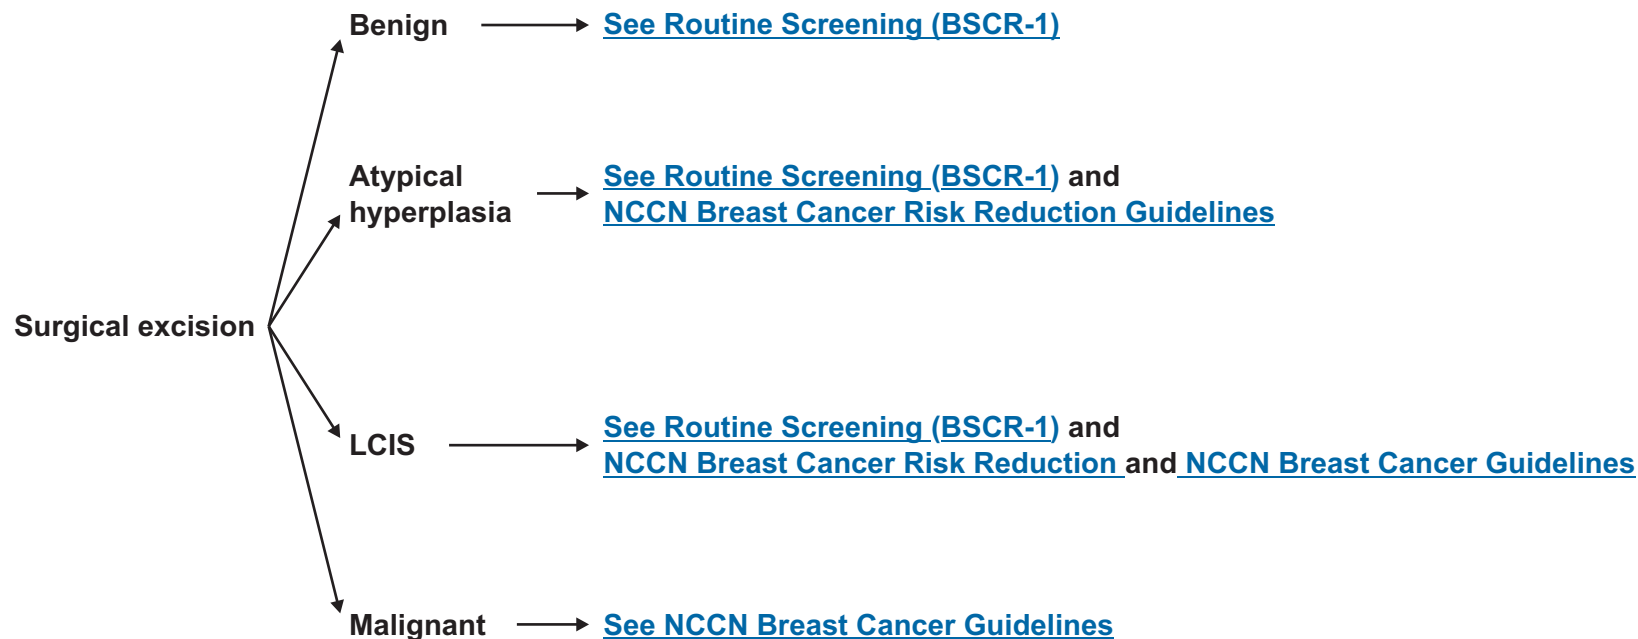 Benign
See Routine Screening (BSCR-1)
Atypical
hyperplasia
See Routine Screening (BSCR-1) and
NCCN Breast Cancer Risk Reduction Guidelines
Surgical excision
LCIS
See Routine Screening (BSCR-1) and
NCCN Breast Cancer Risk Reduction and NCCN Breast Cancer Guidelines
Malignant
See NCCN Breast Cancer Guidelines